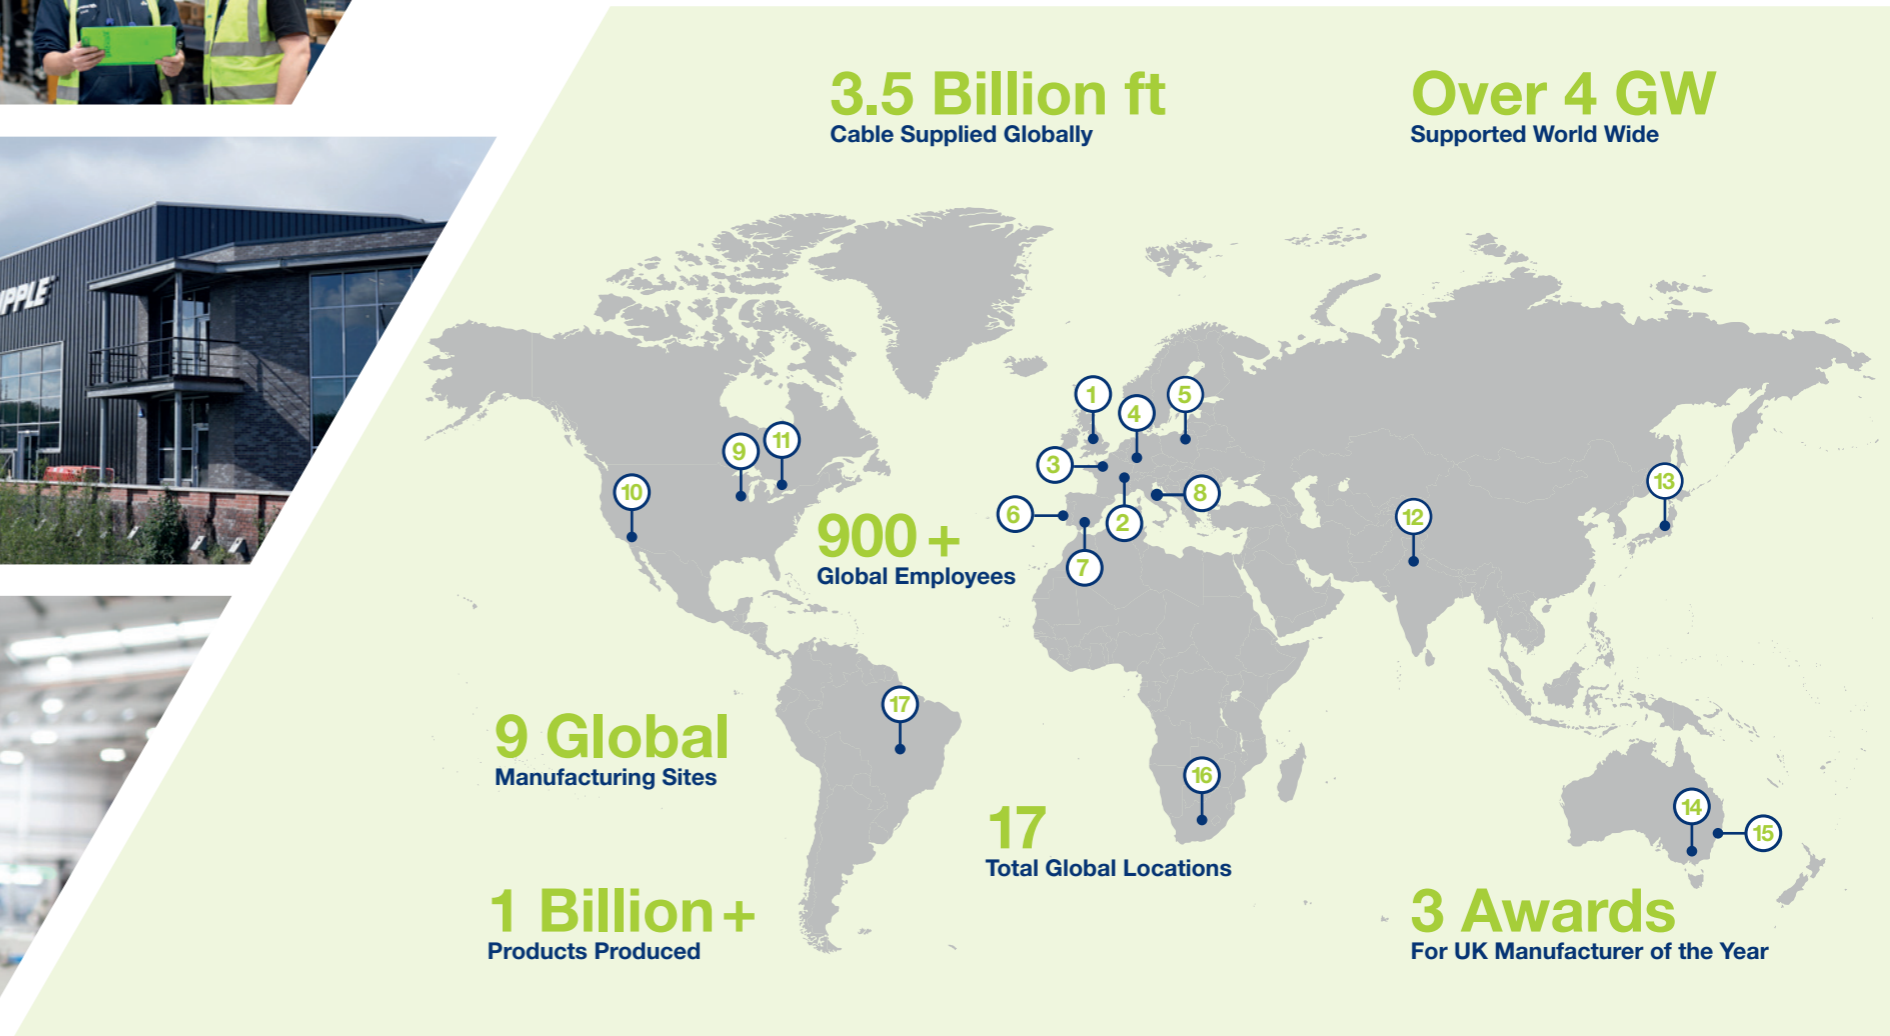 3.5 Billion ft
Cable Supplied Globally
Over 4 GW
Supported World Wide
1
5
4
11
9
3
10
8
13
6
900 +
Global Employees
2
12
7
17
9 Global
Manufacturing Sites
16
14
17
Total Global Locations
15
1 Billion +
Products Produced
3 Awards
For UK Manufacturer of the Year